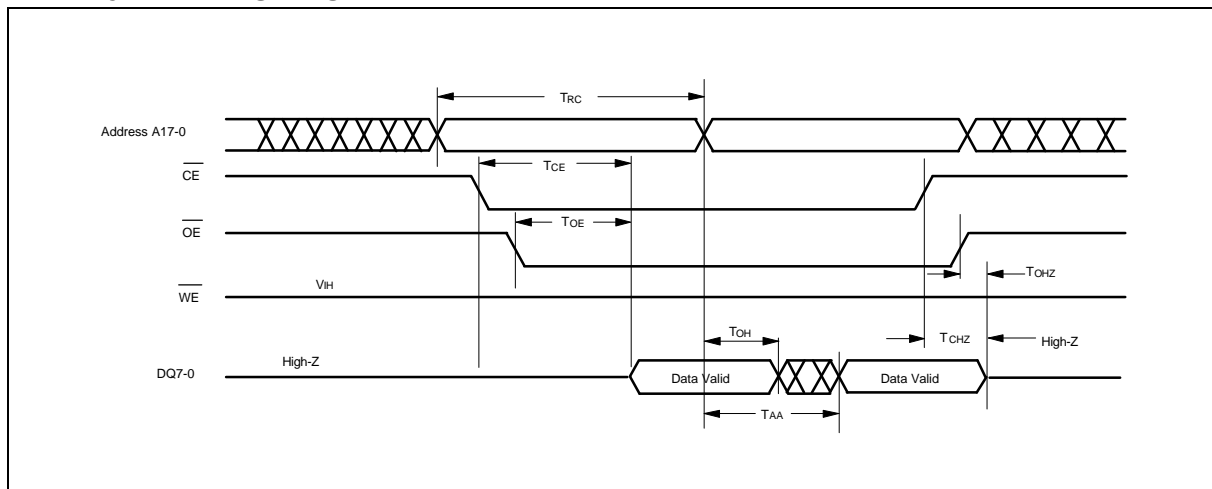 TRC
Address A17-0
TCE
CE
TOE
OE
TOHZ
VIH
WE
TOH
TCHZ
High-Z
High-Z
DQ7-0
Data Valid
Data Valid
TAA